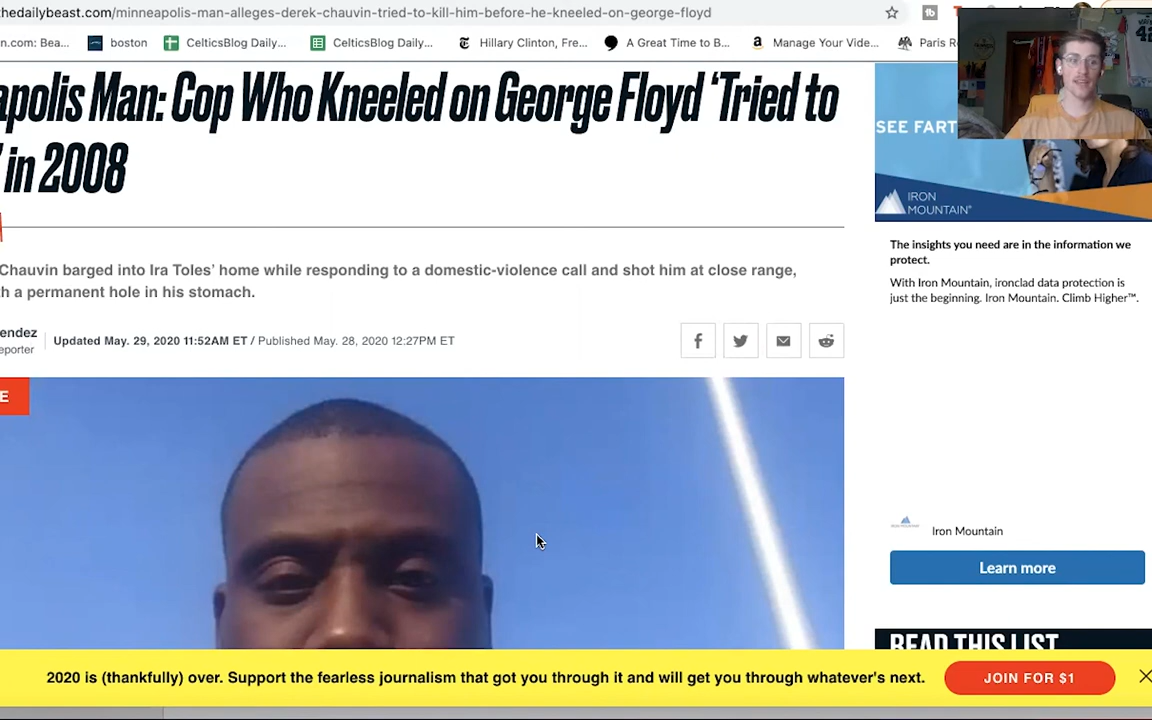 thedailybeast.com/minneapolis-man-alleges-derek-chauvin-tried-to-kill-him-before-he-kneeled-on-george-floyd
n.com: Bea... boston CelticsBlog Daily... CelticsBlog Daily... Hillary Clinton, Fre... A Great Time to B... Manage Your Vide... Paris R
apolis Man: Cop Who Kneeled on George Floyd ‘Tried to
’ in 2008
Chauvin barged into Ira Toles’ home while responding to a domestic-violence call and shot him at close range,
h a permanent hole in his stomach.
endez
eporter
Updated May. 29, 2020 11:52AM ET / Published May. 28, 2020 12:27PM ET
E
SEE FART
IRON
MOUNTAIN®
The insights you need are in the information we
protect.
With Iron Mountain, ironclad data protection is
just the beginning. Iron Mountain. Climb Higher™.
Iron Mountain
Learn more
READ THIS LIST
2020 is (thankfully) over. Support the fearless journalism that got you through it and will get you through whatever's next.
JOIN FOR $1